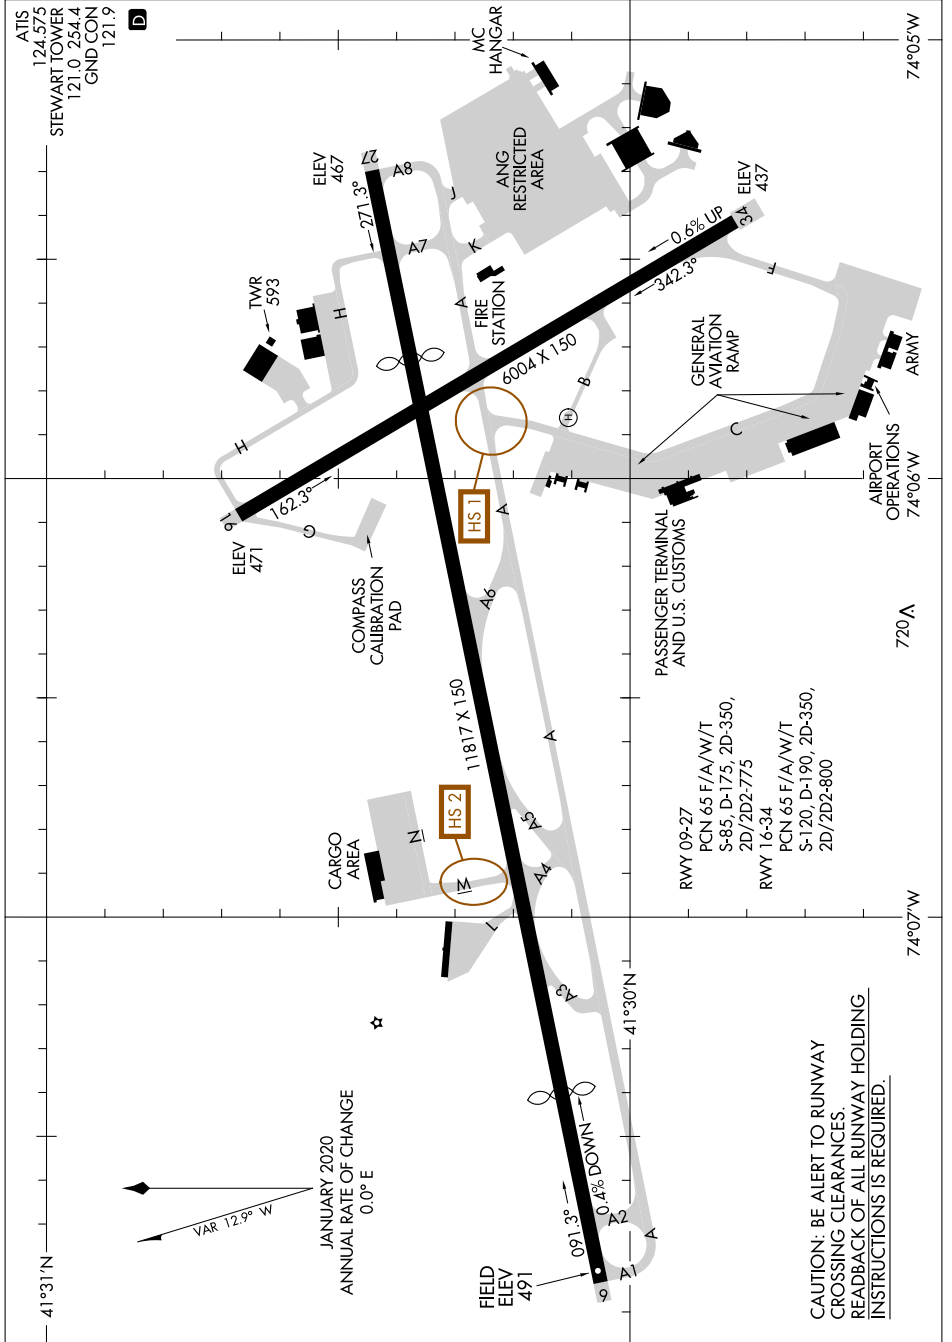 ATIS
124.575
STEWART TOWER
121.0 254.4
GND CON
121.9
D
41°31'N
41°30'N
74°05'W
74°06'W
74°07'W
JANUARY 2020
ANNUAL RATE OF CHANGE
0.0° E
VAR 12.9° W
MC
HANGAR
ANG
RESTRICTED
AREA
ELEV
467
27
271.3°
A8
A7
J
K
A
FIRE
STATION
TWR
593
H
H
16
ELEV
471
162.3°
G
COMPASS
CALIBRATION
PAD
6004 X 150
0.6% UP
342.3°
34
ELEV
437
F
B
H
GENERAL
AVIATION
RAMP
C
ARMY
AIRPORT
OPERATIONS
PASSENGER TERMINAL
AND U.S. CUSTOMS
720
HS 1
A
A6
11817 X 150
A
A5
A4
A3
HS 2
N
W
L
CARGO
AREA
RWY 09-27
PCN 65 F/A/W/T
S-85, D-175, 2D-350,
2D/2D2-775
RWY 16-34
PCN 65 F/A/W/T
S-120, D-190, 2D-350,
2D/2D2-800
0.4% DOWN
091.3°
A2
A
A1
9
FIELD
ELEV
491
CAUTION: BE ALERT TO RUNWAY
CROSSING CLEARANCES.
READBACK OF ALL RUNWAY HOLDING
INSTRUCTIONS IS REQUIRED.